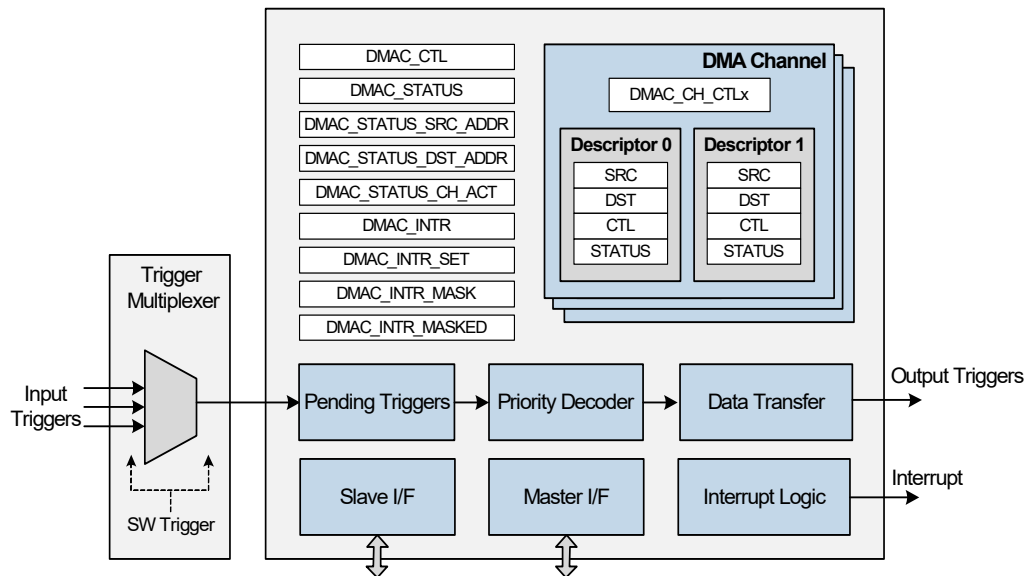 DMAC_CTL
DMAC_STATUS
DMAC_STATUS_SRC_ADDR
DMAC_STATUS_DST_ADDR
DMAC_STATUS_CH_ACT
DMAC_INTR
DMAC_INTR_SET
DMAC_INTR_MASK
DMAC_INTR_MASKED
DMA Channel
DMAC_CH_CTLx
Descriptor 0
SRC
DST
CTL
STATUS
Descriptor 1
SRC
DST
CTL
STATUS
Trigger
Multiplexer
Input
Triggers
SW Trigger
Pending Triggers
Priority Decoder
Data Transfer
Output Triggers
Slave I/F
Master I/F
Interrupt Logic
Interrupt